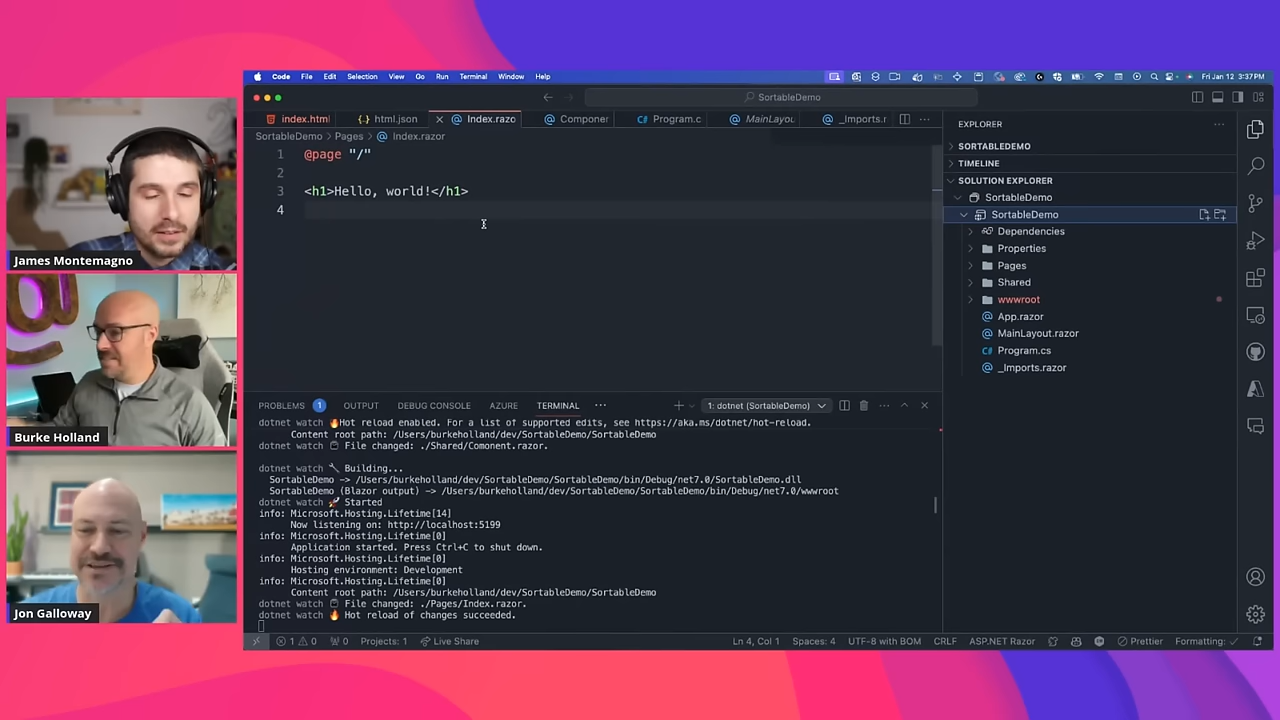 Code File Edit Selection View Go Run Terminal Window Help
Fri Jan 12 3:37PM
SortableDemo
index.html
html.json
Index.razo
Componer
Program.c
MainLayou
_Imports.r
SortableDemo > Pages > Index.razor
1 @page "/"
2
3 <h1>Hello, world!</h1>
4
EXPLORER
SORTABLEDEMO
TIMELINE
SOLUTION EXPLORER
SortableDemo
SortableDemo
Dependencies
Properties
Pages
Shared
wwwroot
App.razor
MainLayout.razor
Program.cs
_Imports.razor
PROBLEMS 1 OUTPUT DEBUG CONSOLE AZURE TERMINAL
1: dotnet (SortableDemo)
dotnet watch 🔥Hot reload enabled. For a list of supported edits, see https://aka.ms/dotnet/hot-reload.
Content root path: /Users/burkeholland/dev/SortableDemo/SortableDemo
dotnet watch File changed: ./Shared/Comonent.razor.
dotnet watch 🔧 Building...
SortableDemo -> /Users/burkeholland/dev/SortableDemo/SortableDemo/bin/Debug/net7.0/SortableDemo.dll
SortableDemo (Blazor output) -> /Users/burkeholland/dev/SortableDemo/SortableDemo/bin/Debug/net7.0/wwwroot
dotnet watch 🚀 Started
info: Microsoft.Hosting.Lifetime[14]
Now listening on: http://localhost:5199
info: Microsoft.Hosting.Lifetime[0]
Application started. Press Ctrl+C to shut down.
info: Microsoft.Hosting.Lifetime[0]
Hosting environment: Development
info: Microsoft.Hosting.Lifetime[0]
Content root path: /Users/burkeholland/dev/SortableDemo/SortableDemo
dotnet watch File changed: ./Pages/Index.razor.
dotnet watch 🔥 Hot reload of changes succeeded.
1 0 0 Projects: 1 Live Share
Ln 4, Col 1 Spaces: 4 UTF-8 with BOM CRLF ASP.NET Razor Prettier Formatting: ✓
James Montemagno
Burke Holland
Jon Galloway